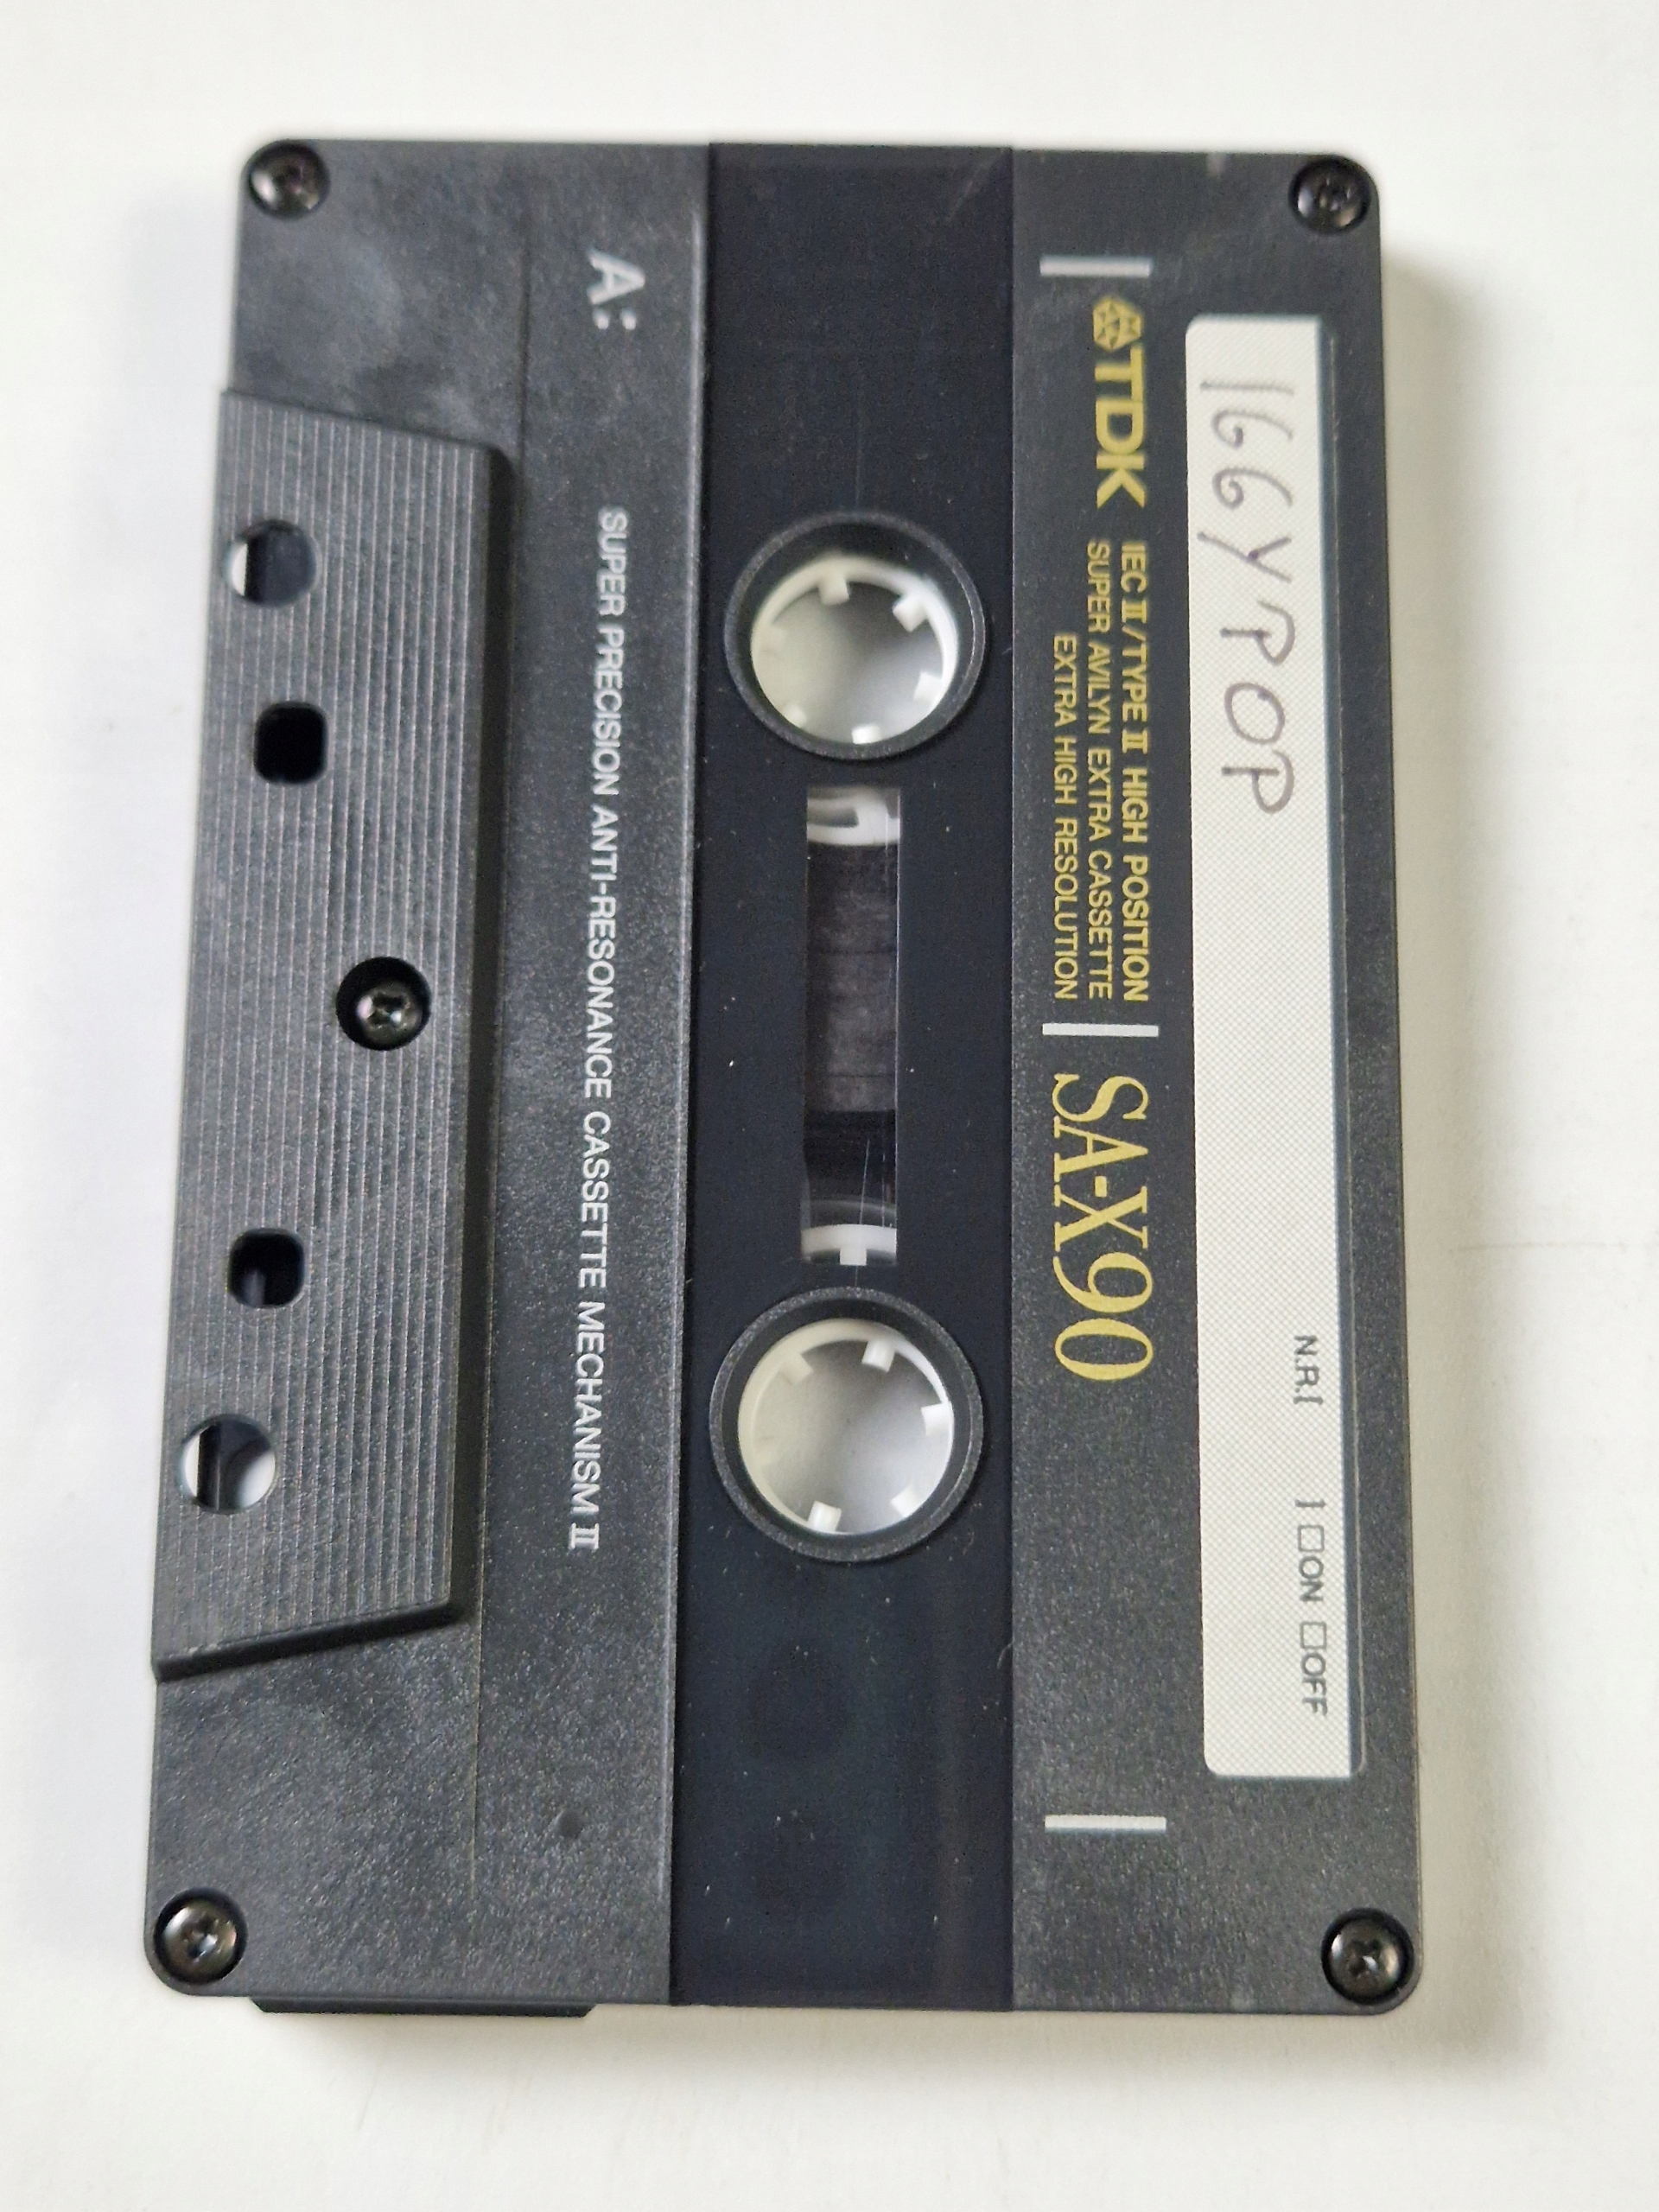 IGGY POP
N.R.[ ] □ON □OFF
TDK
IEC II/TYPE II HIGH POSITION
SUPER AVILYN EXTRA CASSETTE
EXTRA HIGH RESOLUTION
SA-X90
A:
SUPER PRECISION ANTI-RESONANCE CASSETTE MECHANISM II